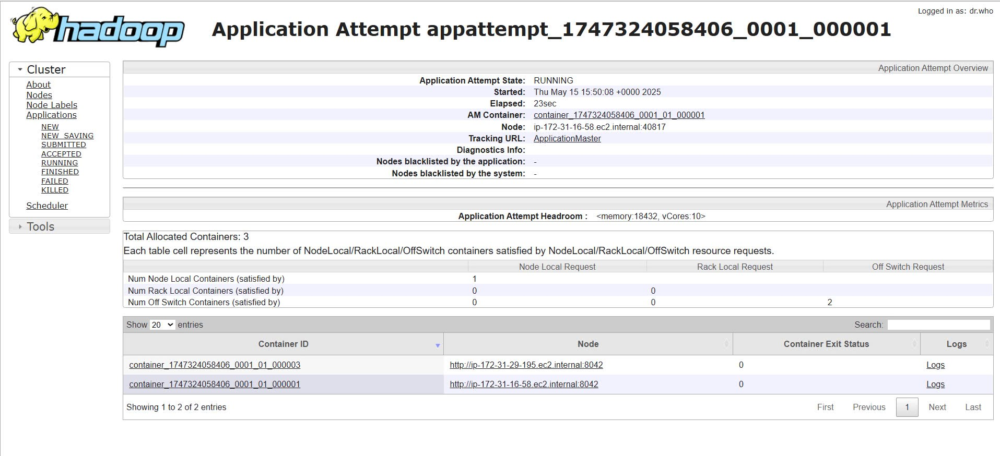 Logged in as: dr.who
hadoop
Application Attempt appattempt_1747324058406_0001_000001
Cluster
About
Nodes
Node Labels
Applications
NEW
NEW_SAVING
SUBMITTED
ACCEPTED
RUNNING
FINISHED
FAILED
KILLED
Scheduler
Tools
Application Attempt Overview
Application Attempt State: RUNNING
Started: Thu May 15 15:50:08 +0000 2025
Elapsed: 23sec
AM Container: container_1747324058406_0001_01_000001
Node: ip-172-31-16-58.ec2.internal:40817
Tracking URL: ApplicationMaster
Diagnostics Info:
Nodes blacklisted by the application: -
Nodes blacklisted by the system: -
Application Attempt Metrics
Application Attempt Headroom : <memory:18432, vCores:10>
Total Allocated Containers: 3
Each table cell represents the number of NodeLocal/RackLocal/OffSwitch containers satisfied by NodeLocal/RackLocal/OffSwitch resource requests.
Node Local Request Rack Local Request Off Switch Request
Num Node Local Containers (satisfied by) 1
Num Rack Local Containers (satisfied by) 0 0
Num Off Switch Containers (satisfied by) 0 0 2
Show 20 entries Search:
Container ID Node Container Exit Status Logs
container_1747324058406_0001_01_000003 http://ip-172-31-29-195.ec2.internal:8042 0 Logs
container_1747324058406_0001_01_000001 http://ip-172-31-16-58.ec2.internal:8042 0 Logs
Showing 1 to 2 of 2 entries First Previous 1 Next Last